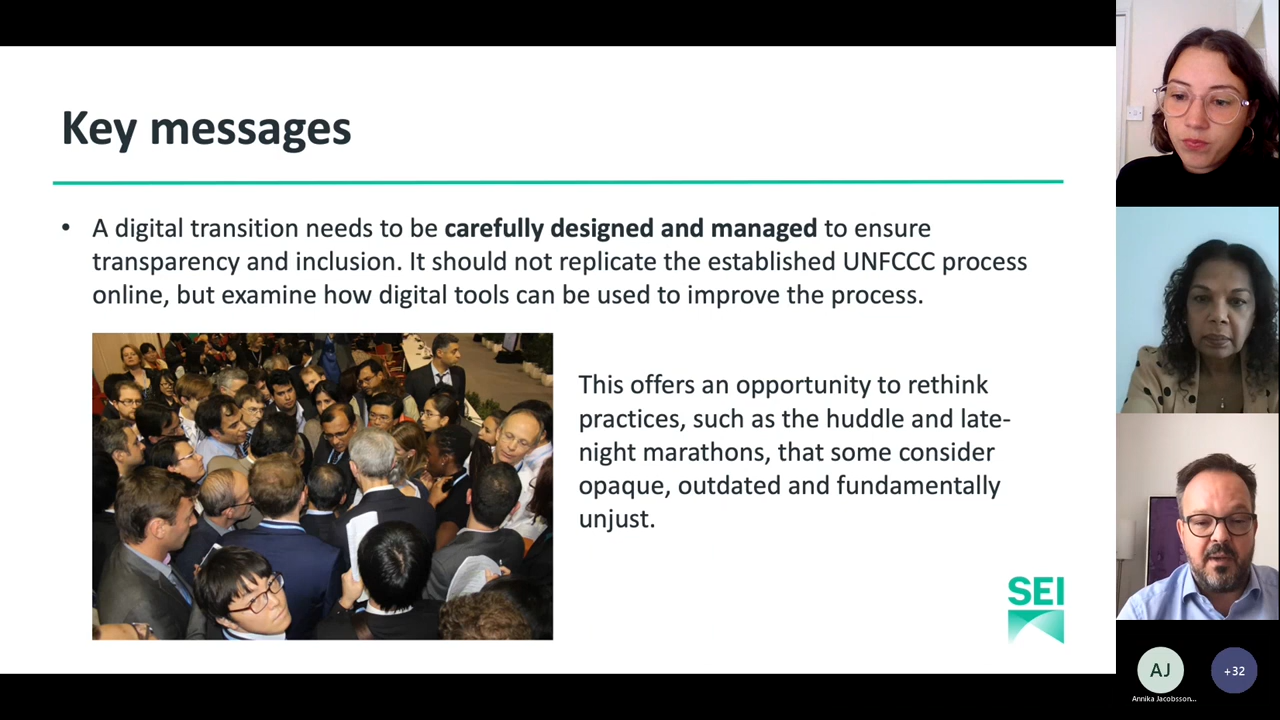 Key messages
• A digital transition needs to be carefully designed and managed to ensure
transparency and inclusion. It should not replicate the established UNFCCC process
online, but examine how digital tools can be used to improve the process.
This offers an opportunity to rethink
practices, such as the huddle and late-
night marathons, that some consider
opaque, outdated and fundamentally
unjust.
SEI
AJ
+32
Annika Jacobsson...